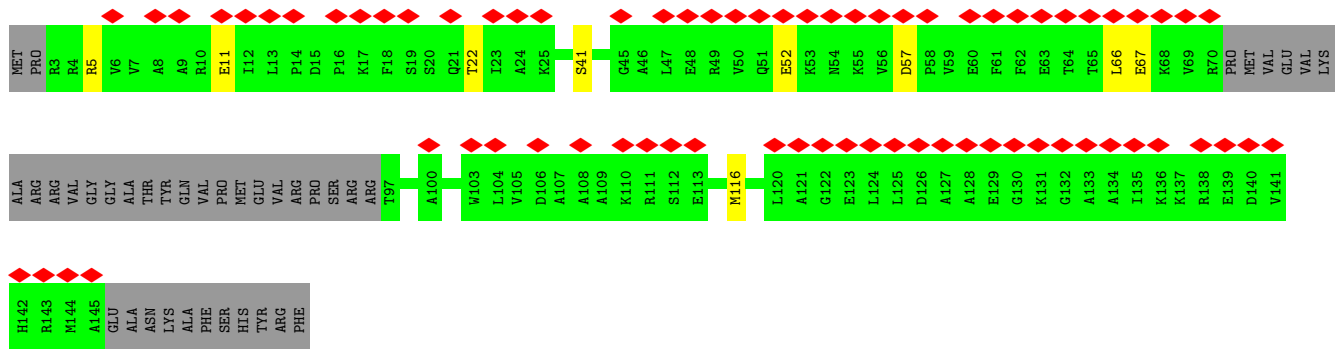 MET PRO R3 R4 R5 V6 V7 A8 A9 R10 E11 I12 L13 P14 D15 P16 K17 F18 S19 S20 Q21 T22 I23 A24 K25 S41 G45 A46 L47 E48 R49 V50 Q51 E52 K53 N54 K55 V56 D57 P58 V59 E60 F61 F62 E63 T64 T65 L66 E67 K68 V69 R70 PRO MET VAL GLU VAL LYS
ALA ARG ARG VAL GLY GLY ALA THR TYR GLN VAL PRO MET GLU VAL ARG PRO SER ARG ARG T97 A100 W103 L104 V105 D106 A107 A108 A109 K110 R111 S112 E113 M116 L120 A121 G122 E123 L124 L125 D126 A127 A128 E129 G130 K131 G132 A133 A134 I135 K136 K137 R138 E139 D140 V141
H142 R143 M144 A145 GLU ALA ASN LYS ALA PHE SER HIS TYR ARG PHE